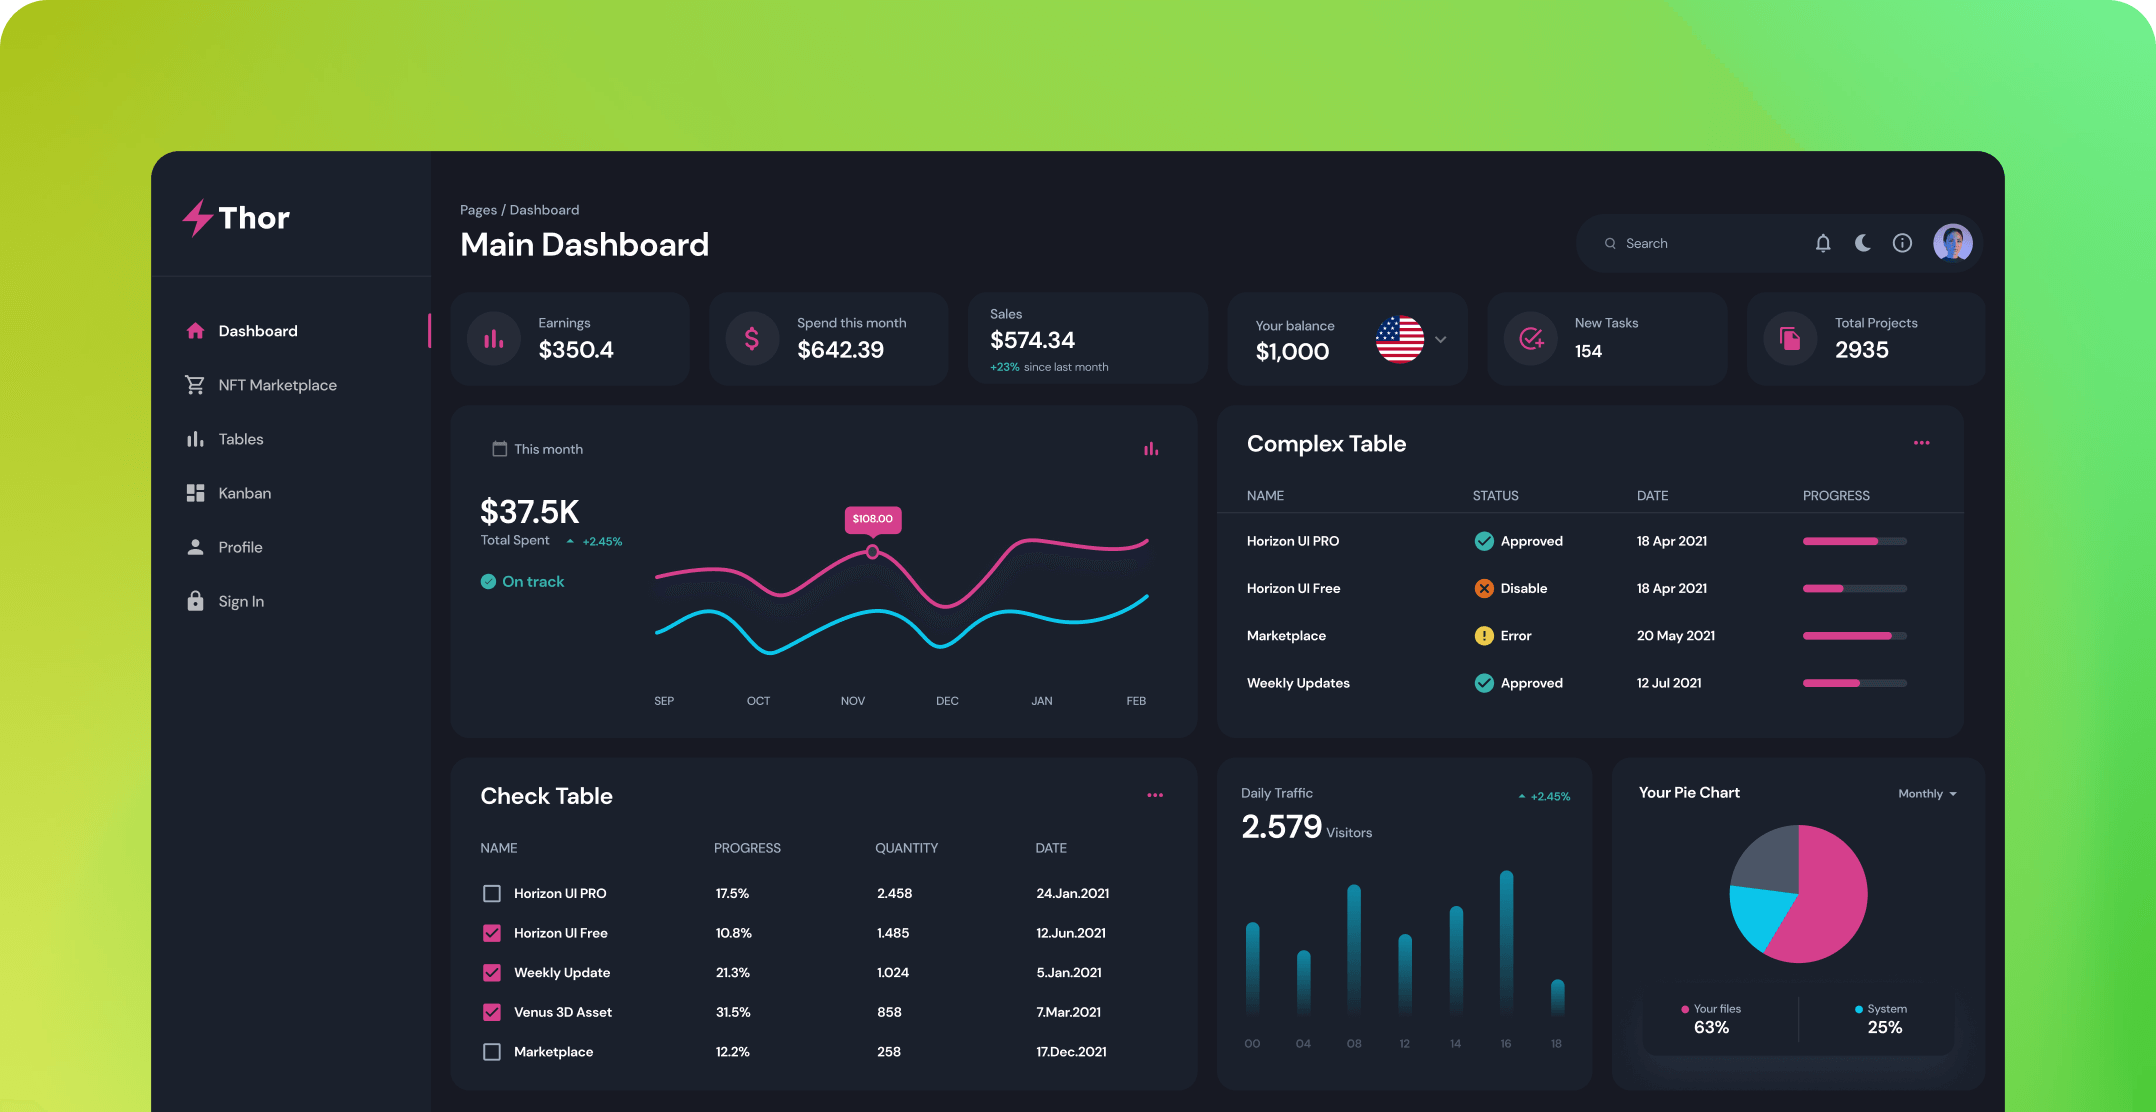 Thor
Dashboard
NFT Marketplace
Tables
Kanban
Profile
Sign In
Pages / Dashboard
Main Dashboard
Search
Earnings
$350.4
Spend this month
$642.39
Sales
$574.34
+23% since last month
Your balance
$1,000
New Tasks
154
Total Projects
2935
This month
$37.5K
Total Spent +2.45%
On track
$108.00
SEP OCT NOV DEC JAN FEB
Complex Table
NAME STATUS DATE PROGRESS
Horizon UI PRO Approved 18 Apr 2021
Horizon UI Free Disable 18 Apr 2021
Marketplace Error 20 May 2021
Weekly Updates Approved 12 Jul 2021
Check Table
NAME PROGRESS QUANTITY DATE
Horizon UI PRO 17.5% 2.458 24.Jan.2021
Horizon UI Free 10.8% 1.485 12.Jun.2021
Weekly Update 21.3% 1.024 5.Jan.2021
Venus 3D Asset 31.5% 858 7.Mar.2021
Marketplace 12.2% 258 17.Dec.2021
Daily Traffic
+2.45%
2.579 Visitors
00 04 08 12 14 16 18
Your Pie Chart
Monthly
Your files
63%
System
25%